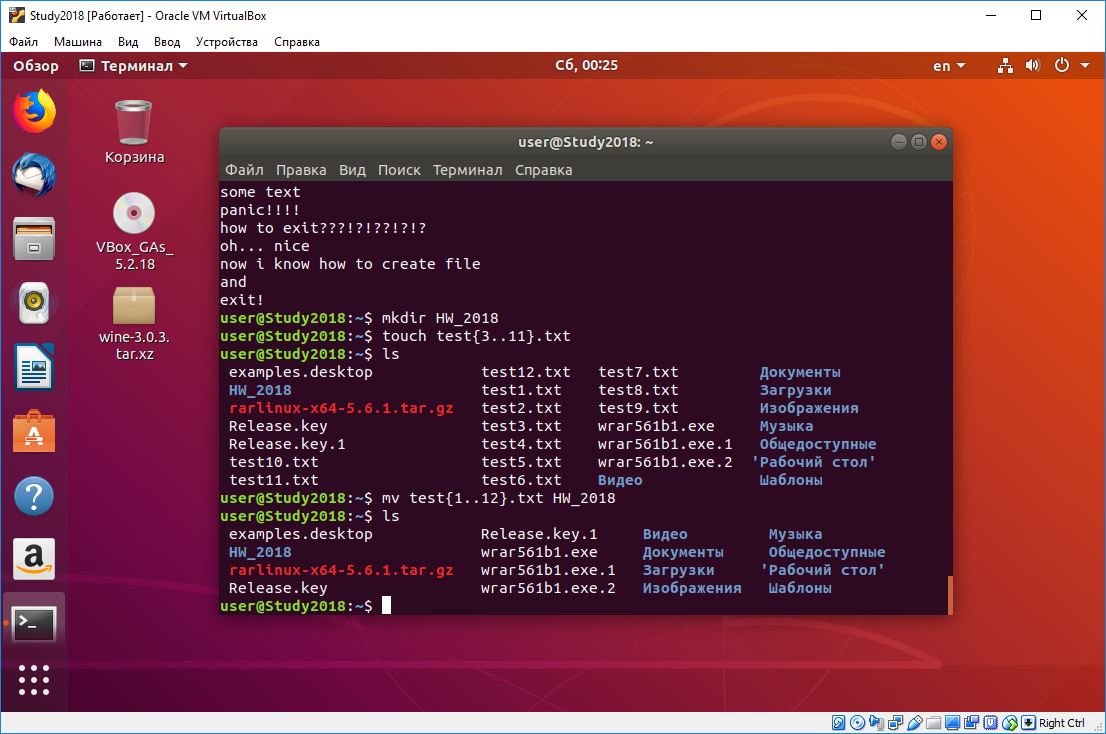 Study2018 [Работает] - Oracle VM VirtualBox
Файл Машина Вид Ввод Устройства Справка
Обзор Терминал Сб, 00:25 en
Корзина
VBox_GAs_
5.2.18
wine-3.0.3.
tar.xz
user@Study2018: ~
Файл Правка Вид Поиск Терминал Справка
some text
panic!!!!
how to exit???!?!??!?!?
oh... nice
now i know how to create file
and
exit!
user@Study2018:~$ mkdir HW_2018
user@Study2018:~$ touch test{3..11}.txt
user@Study2018:~$ ls
examples.desktop test12.txt test7.txt Документы
HW_2018 test1.txt test8.txt Загрузки
rarlinux-x64-5.6.1.tar.gz test2.txt test9.txt Изображения
Release.key test3.txt wrar561b1.exe Музыка
Release.key.1 test4.txt wrar561b1.exe.1 Общедоступные
test10.txt test5.txt wrar561b1.exe.2 'Рабочий стол'
test11.txt test6.txt Видео Шаблоны
user@Study2018:~$ mv test{1..12}.txt HW_2018
user@Study2018:~$ ls
examples.desktop Release.key.1 Видео Музыка
HW_2018 wrar561b1.exe Документы Общедоступные
rarlinux-x64-5.6.1.tar.gz wrar561b1.exe.1 Загрузки 'Рабочий стол'
Release.key wrar561b1.exe.2 Изображения Шаблоны
user@Study2018:~$
Right Ctrl